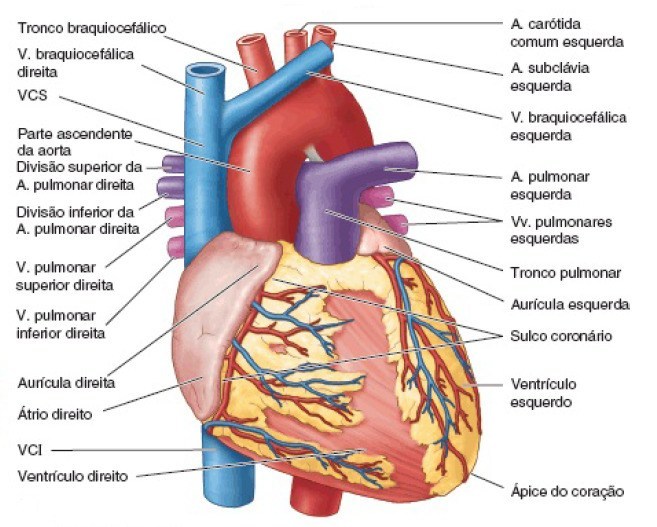 Tronco braquiocefálico
V. braquiocefálica
direita
VCS
Parte ascendente
da aorta
Divisão superior da
A. pulmonar direita
Divisão inferior da
A. pulmonar direita
V. pulmonar
superior direita
V. pulmonar
inferior direita
Aurícula direita
Átrio direito
VCI
Ventrículo direito
A. carótida
comum esquerda
A. subclávia
esquerda
V. braquiocefálica
esquerda
A. pulmonar
esquerda
Vv. pulmonares
esquerdas
Tronco pulmonar
Aurícula esquerda
Sulco coronário
Ventrículo
esquerdo
Ápice do coração